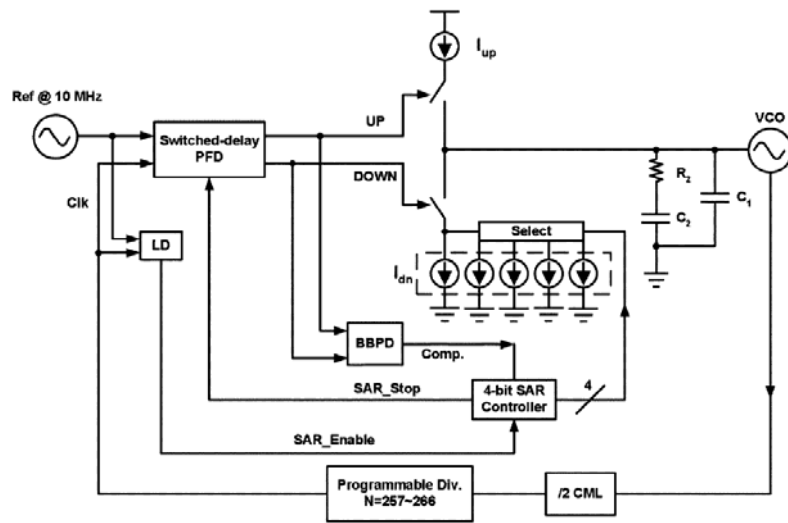 I_up
Ref @ 10 MHz
UP
VCO
Switched-delay
PFD
DOWN
R_z
C_1
C_2
Clk
Select
LD
I_dn
BBPD
Comp.
4
SAR_Stop
4-bit SAR
Controller
SAR_Enable
Programmable Div.
N=257~266
/2 CML